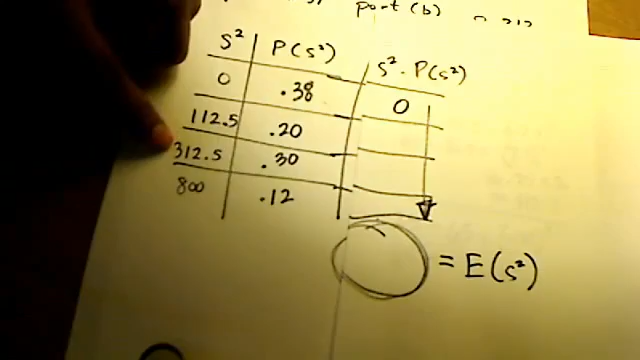 part (b)
S² P(S²) S² · P(S²)
0 .38 0
112.5 .20
312.5 .30
800 .12
= E(S²)